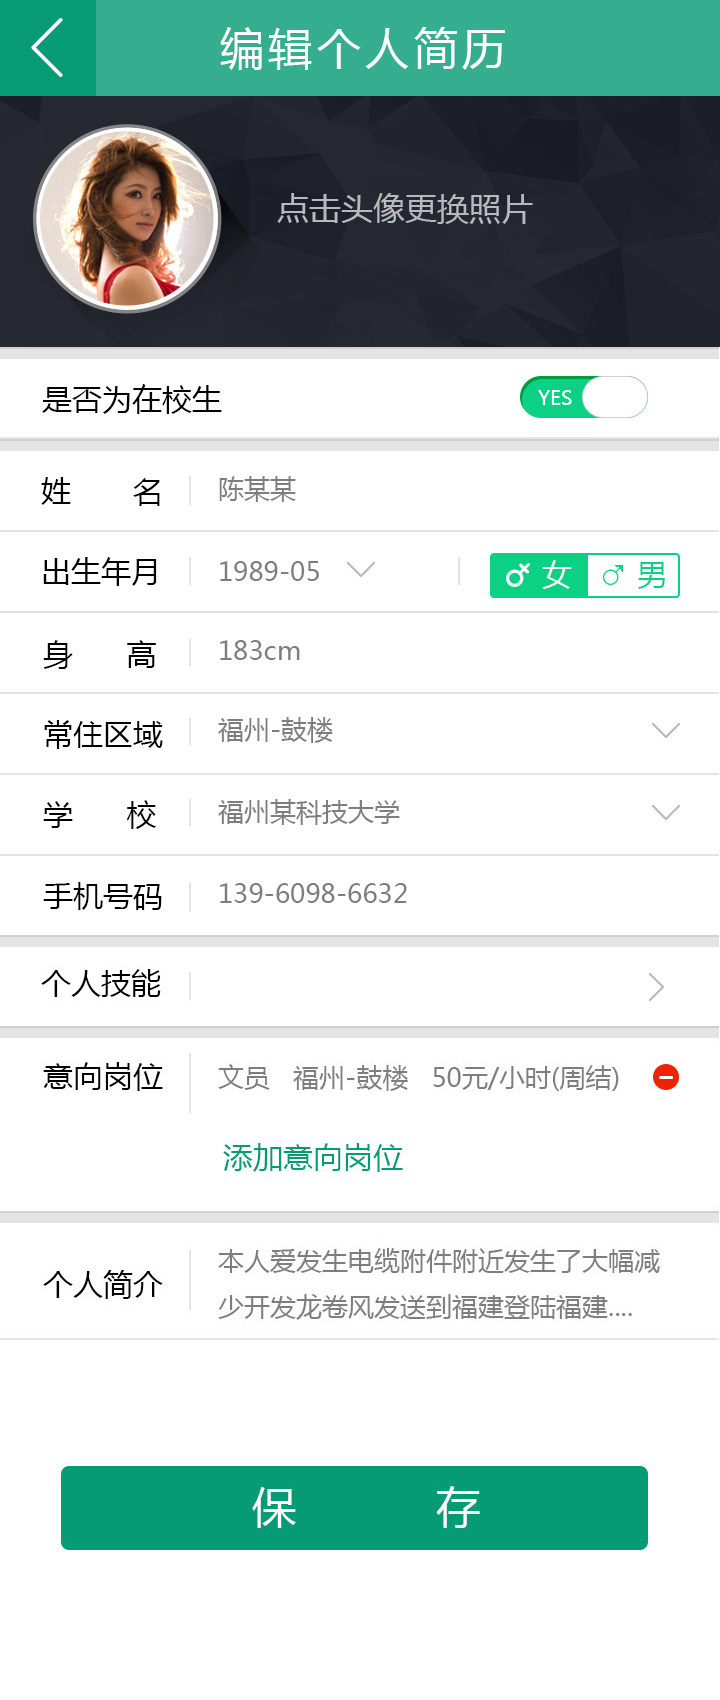 编辑个人简历
点击头像更换照片
是否为在校生 YES
姓 名 陈某某
出生年月 1989-05 女 男
身 高 183cm
常住区域 福州-鼓楼
学 校 福州某科技大学
手机号码 139-6098-6632
个人技能
意向岗位 文员 福州-鼓楼 50元/小时(周结)
添加意向岗位
个人简介 本人爱发生电缆附件附近发生了大幅减
少开发龙卷风发送到福建登陆福建....
保 存